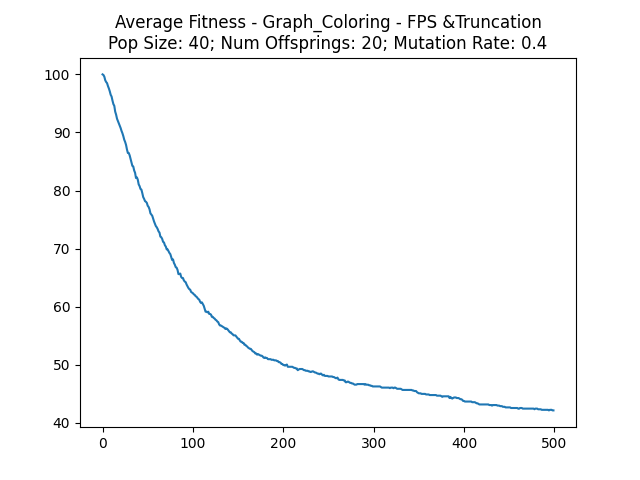 Average Fitness - Graph_Coloring - FPS &Truncation
Pop Size: 40; Num Offsprings: 20; Mutation Rate: 0.4
100
90
80
70
60
50
40
0 100 200 300 400 500